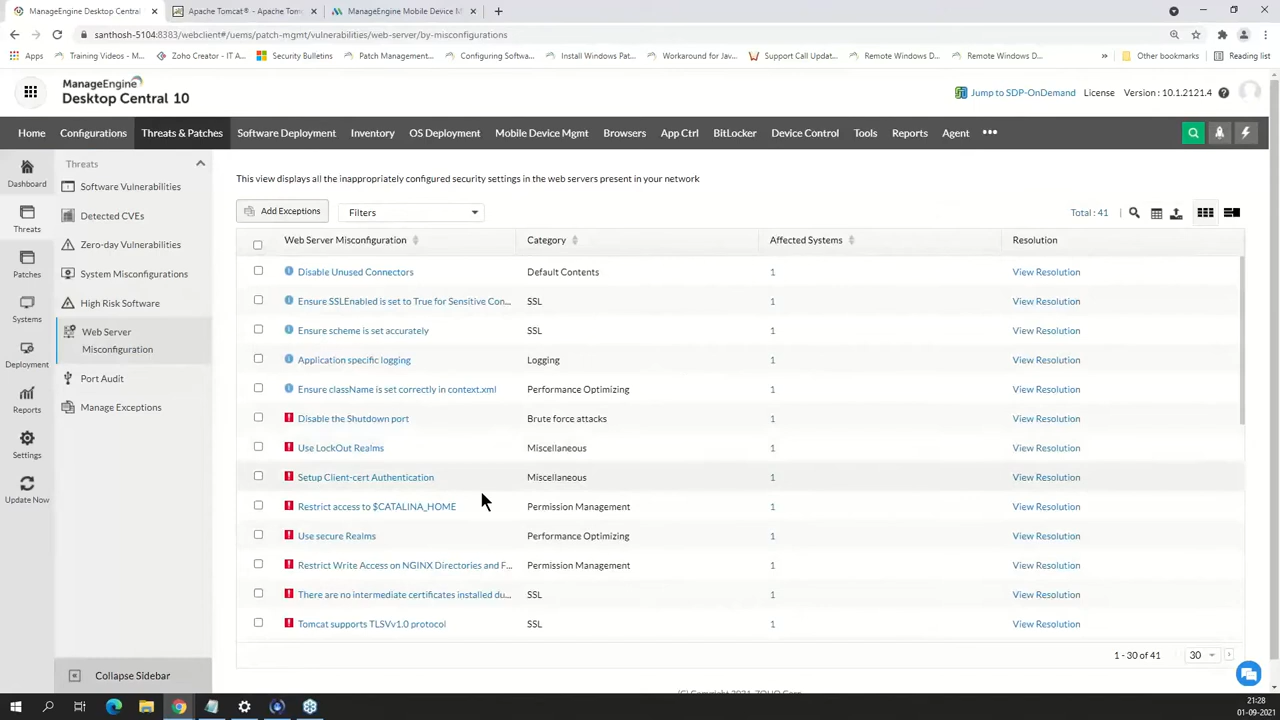 ManageEngine Desktop Central
Apache Tomcat® - Apache Tom
ManageEngine Mobile Device M
santhosh-5104:8383/webclient#/uems/patch-mgmt/vulnerabilities/web-server/by-misconfigurations
Apps
Training Videos - M...
Zoho Creator - IT A...
Security Bulletins
Patch Management...
Configuring Softwar...
Install Windows Pat...
Workaround for Jav...
Support Call Updat...
Remote Windows D...
Remote Windows D...
»
Other bookmarks
Reading list
ManageEngine
Desktop Central 10
Jump to SDP-OnDemand
License
Version : 10.1.2121.4
Home
Configurations
Threats & Patches
Software Deployment
Inventory
OS Deployment
Mobile Device Mgmt
Browsers
App Ctrl
BitLocker
Device Control
Tools
Reports
Agent
Dashboard
Threats
Patches
Systems
Deployment
Reports
Settings
Update Now
Threats
Software Vulnerabilities
Detected CVEs
Zero-day Vulnerabilities
System Misconfigurations
High Risk Software
Web Server
Misconfiguration
Port Audit
Manage Exceptions
Collapse Sidebar
This view displays all the inappropriately configured security settings in the web servers present in your network
Add Exceptions
Filters
Total : 41
Web Server Misconfiguration Category Affected Systems Resolution
Disable Unused Connectors Default Contents 1 View Resolution
Ensure SSLEnabled is set to True for Sensitive Con... SSL 1 View Resolution
Ensure scheme is set accurately SSL 1 View Resolution
Application specific logging Logging 1 View Resolution
Ensure className is set correctly in context.xml Performance Optimizing 1 View Resolution
Disable the Shutdown port Brute force attacks 1 View Resolution
Use LockOut Realms Miscellaneous 1 View Resolution
Setup Client-cert Authentication Miscellaneous 1 View Resolution
Restrict access to $CATALINA_HOME Permission Management 1 View Resolution
Use secure Realms Performance Optimizing 1 View Resolution
Restrict Write Access on NGINX Directories and F... Permission Management 1 View Resolution
There are no intermediate certificates installed du... SSL 1 View Resolution
Tomcat supports TLSVv1.0 protocol SSL 1 View Resolution
1 - 30 of 41
30
(C) Copyright 2021, ZOHO Corp.
21:28
01-09-2021